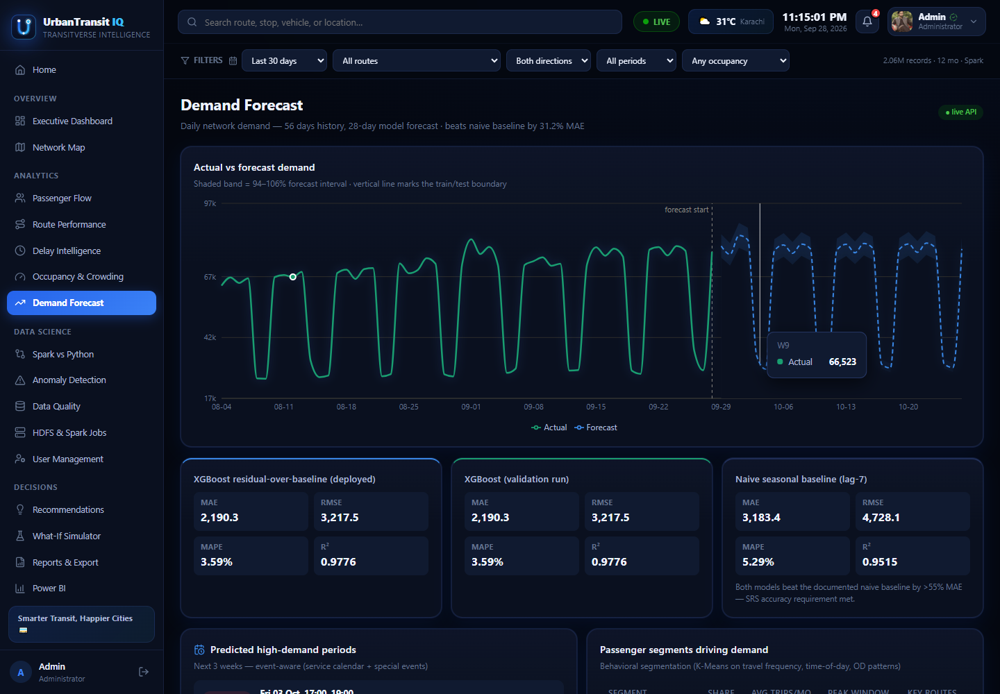 UrbanTransit IQ
TRANSITVERSE INTELLIGENCE
Home
OVERVIEW
Executive Dashboard
Network Map
ANALYTICS
Passenger Flow
Route Performance
Delay Intelligence
Occupancy & Crowding
Demand Forecast
DATA SCIENCE
Spark vs Python
Anomaly Detection
Data Quality
HDFS & Spark Jobs
User Management
DECISIONS
Recommendations
What-If Simulator
Reports & Export
Power BI
Smarter Transit, Happier Cities
A
Admin
Administrator
Search route, stop, vehicle, or location...
LIVE
31°C Karachi
11:15:01 PM
Mon, Sep 28, 2026
4
Admin
Administrator
FILTERS
Last 30 days
All routes
Both directions
All periods
Any occupancy
2.06M records · 12 mo · Spark
Demand Forecast
Daily network demand — 56 days history, 28-day model forecast · beats naive baseline by 31.2% MAE
live API
Actual vs forecast demand
Shaded band = 94–106% forecast interval · vertical line marks the train/test boundary
97k
67k
42k
17k
forecast start
W9
Actual 66,523
08-04 08-11 08-18 08-25 09-01 09-08 09-15 09-22 09-29 10-06 10-13 10-20
Actual Forecast
XGBoost residual-over-baseline (deployed)
MAE
2,190.3
RMSE
3,217.5
MAPE
3.59%
R²
0.9776
XGBoost (validation run)
MAE
2,190.3
RMSE
3,217.5
MAPE
3.59%
R²
0.9776
Naive seasonal baseline (lag-7)
MAE
3,183.4
RMSE
4,728.1
MAPE
5.29%
R²
0.9515
Both models beat the documented naive baseline by >55% MAE
— SRS accuracy requirement met.
Predicted high-demand periods
Next 3 weeks — event-aware (service calendar + special events)
Fri 03 Oct, 17:00, 19:00
Passenger segments driving demand
Behavioral segmentation (K-Means on travel frequency, time-of-day, OD patterns)
SEGMENT SHARE AVG TRIPS/MO PEAK WINDOW KEY ROUTES